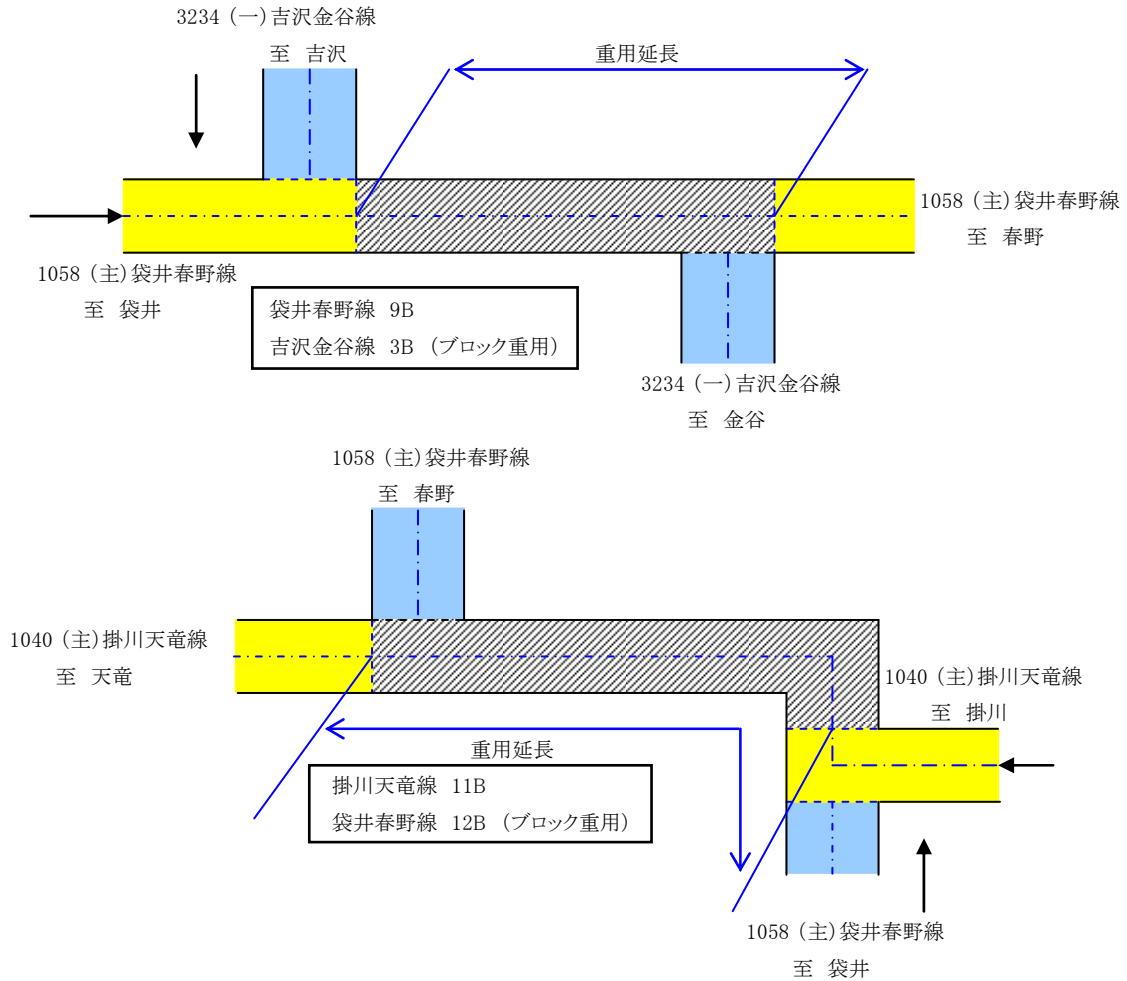 3234 (一)吉沢金谷線
至 吉沢
重用延長
1058 (主)袋井春野線
至 春野
1058 (主)袋井春野線
至 袋井
袋井春野線 9B
吉沢金谷線 3B (ブロック重用)
3234 (一)吉沢金谷線
至 金谷
1058 (主)袋井春野線
至 春野
1040 (主)掛川天竜線
至 天竜
1040 (主)掛川天竜線
至 掛川
重用延長
掛川天竜線 11B
袋井春野線 12B (ブロック重用)
1058 (主)袋井春野線
至 袋井